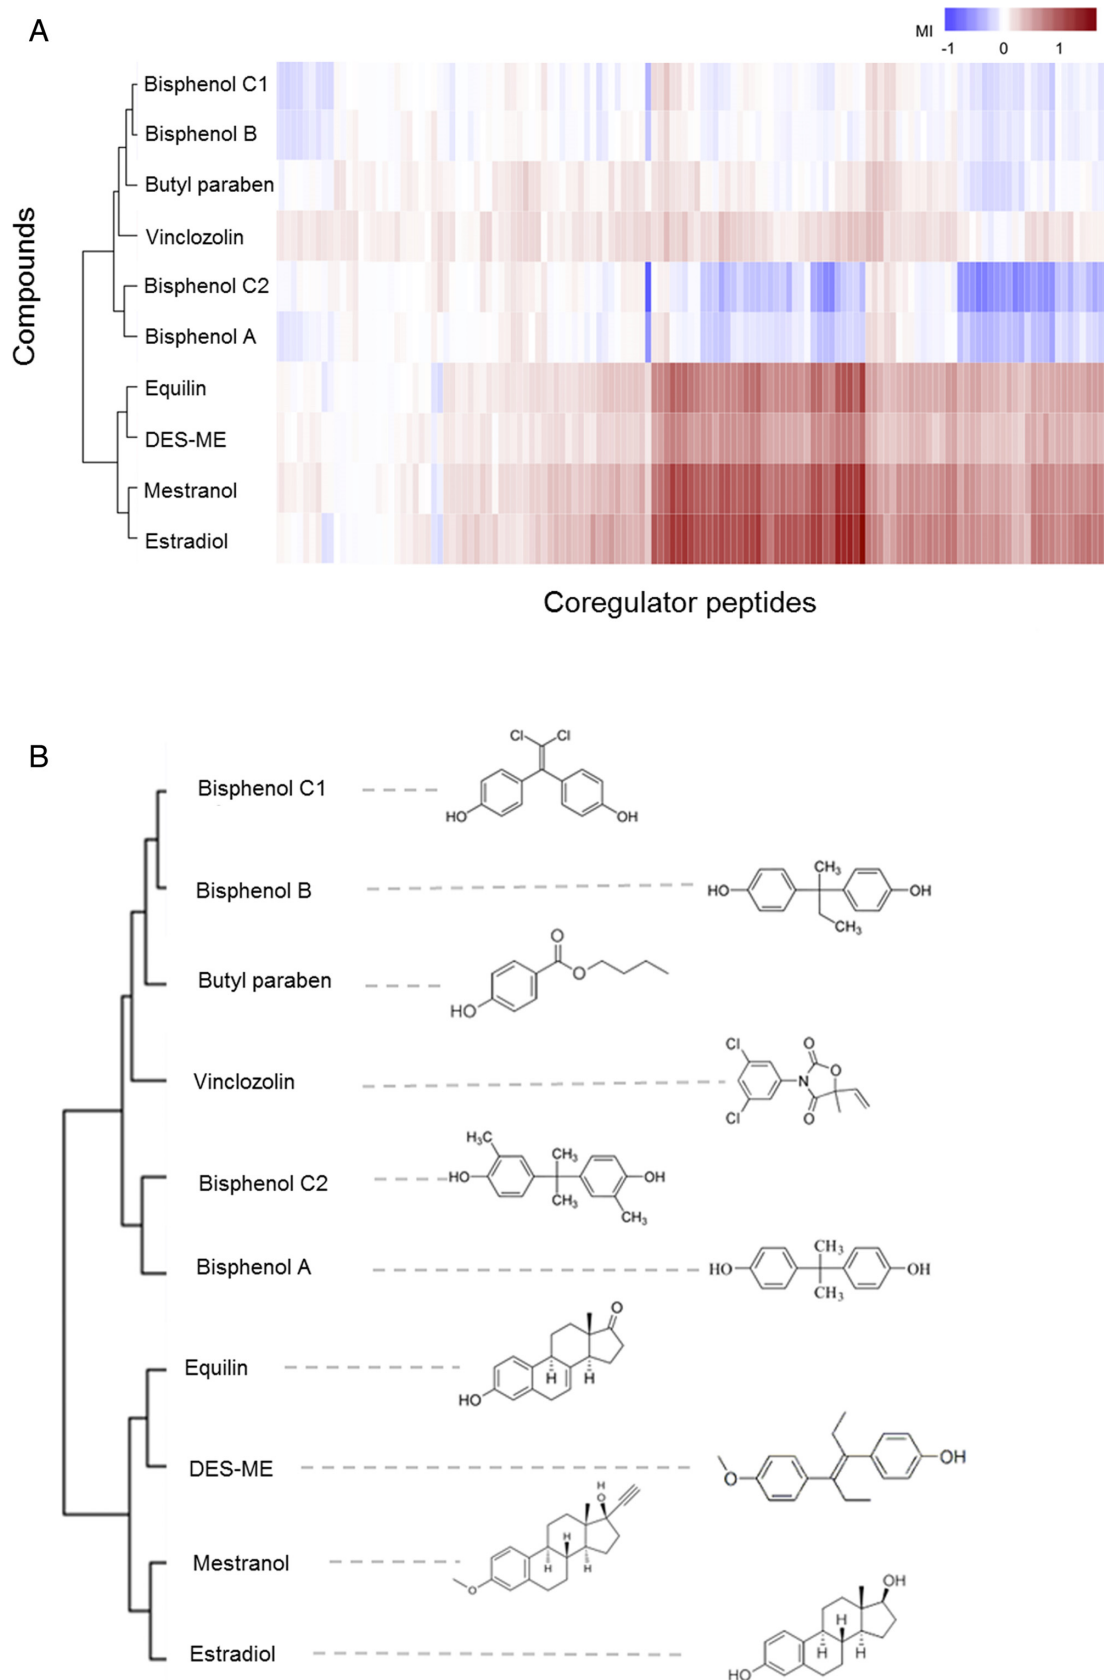 A
MI
-1 0 1
Compounds
Bisphenol C1
Bisphenol B
Butyl paraben
Vinclozolin
Bisphenol C2
Bisphenol A
Equilin
DES-ME
Mestranol
Estradiol
Coregulator peptides
B
Cl Cl
Bisphenol C1
HO OH
CH3
Bisphenol B
HO OH
CH3
O
Butyl paraben
O
HO
Cl O
O
Vinclozolin
N
Cl O
H3C
CH3
Bisphenol C2
HO OH
CH3
CH3
CH3
Bisphenol A
HO OH
CH3
O
Equilin
H H
HO
OH
DES-ME
O
H
O
H
Mestranol
H H
O
OH
H
Estradiol
H H
HO